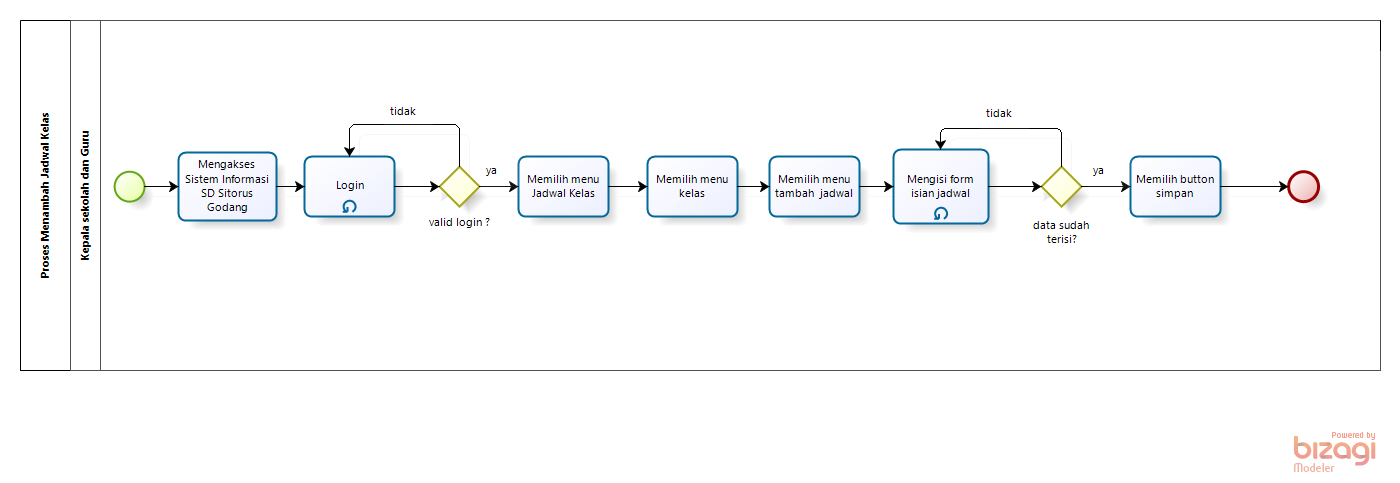 Proses Menambah Jadwal Kelas
Kepala sekolah dan Guru
Mengakses
Sistem Informasi
SD Sitorus
Godang
Login
tidak
valid login ?
ya
Memilih menu
Jadwal Kelas
Memilih menu
kelas
Memilih menu
tambah jadwal
Mengisi form
isian jadwal
tidak
data sudah
terisi?
ya
Memilih button
simpan
Powered by
bizagi
Modeler